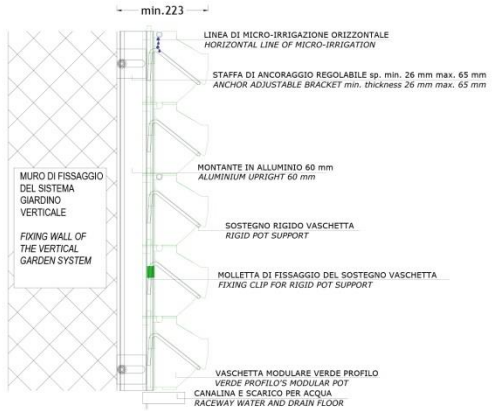 min.223
LINEA DI MICRO-IRRIGAZIONE ORIZZONTALE
HORIZONTAL LINE OF MICRO-IRRIGATION
STAFFA DI ANCORAGGIO REGOLABILE sp. min. 26 mm max. 65 mm
ANCHOR ADJUSTABLE BRACKET min. thickness 26 mm max. 65 mm
MONTANTE IN ALLUMINIO 60 mm
ALUMINIUM UPRIGHT 60 mm
MURO DI FISSAGGIO
DEL SISTEMA
GIARDINO
VERTICALE
FIXING WALL OF
THE VERTICAL
GARDEN SYSTEM
SOSTEGNO RIGIDO VASCHETTA
RIGID POT SUPPORT
MOLLETTA DI FISSAGGIO DEL SOSTEGNO VASCHETTA
FIXING CLIP FOR RIGID POT SUPPORT
VASCHETTA MODULARE VERDE PROFILO
VERDE PROFILO'S MODULAR POT
CANALINA E SCARICO PER ACQUA
RACEWAY WATER AND DRAIN FLOOR